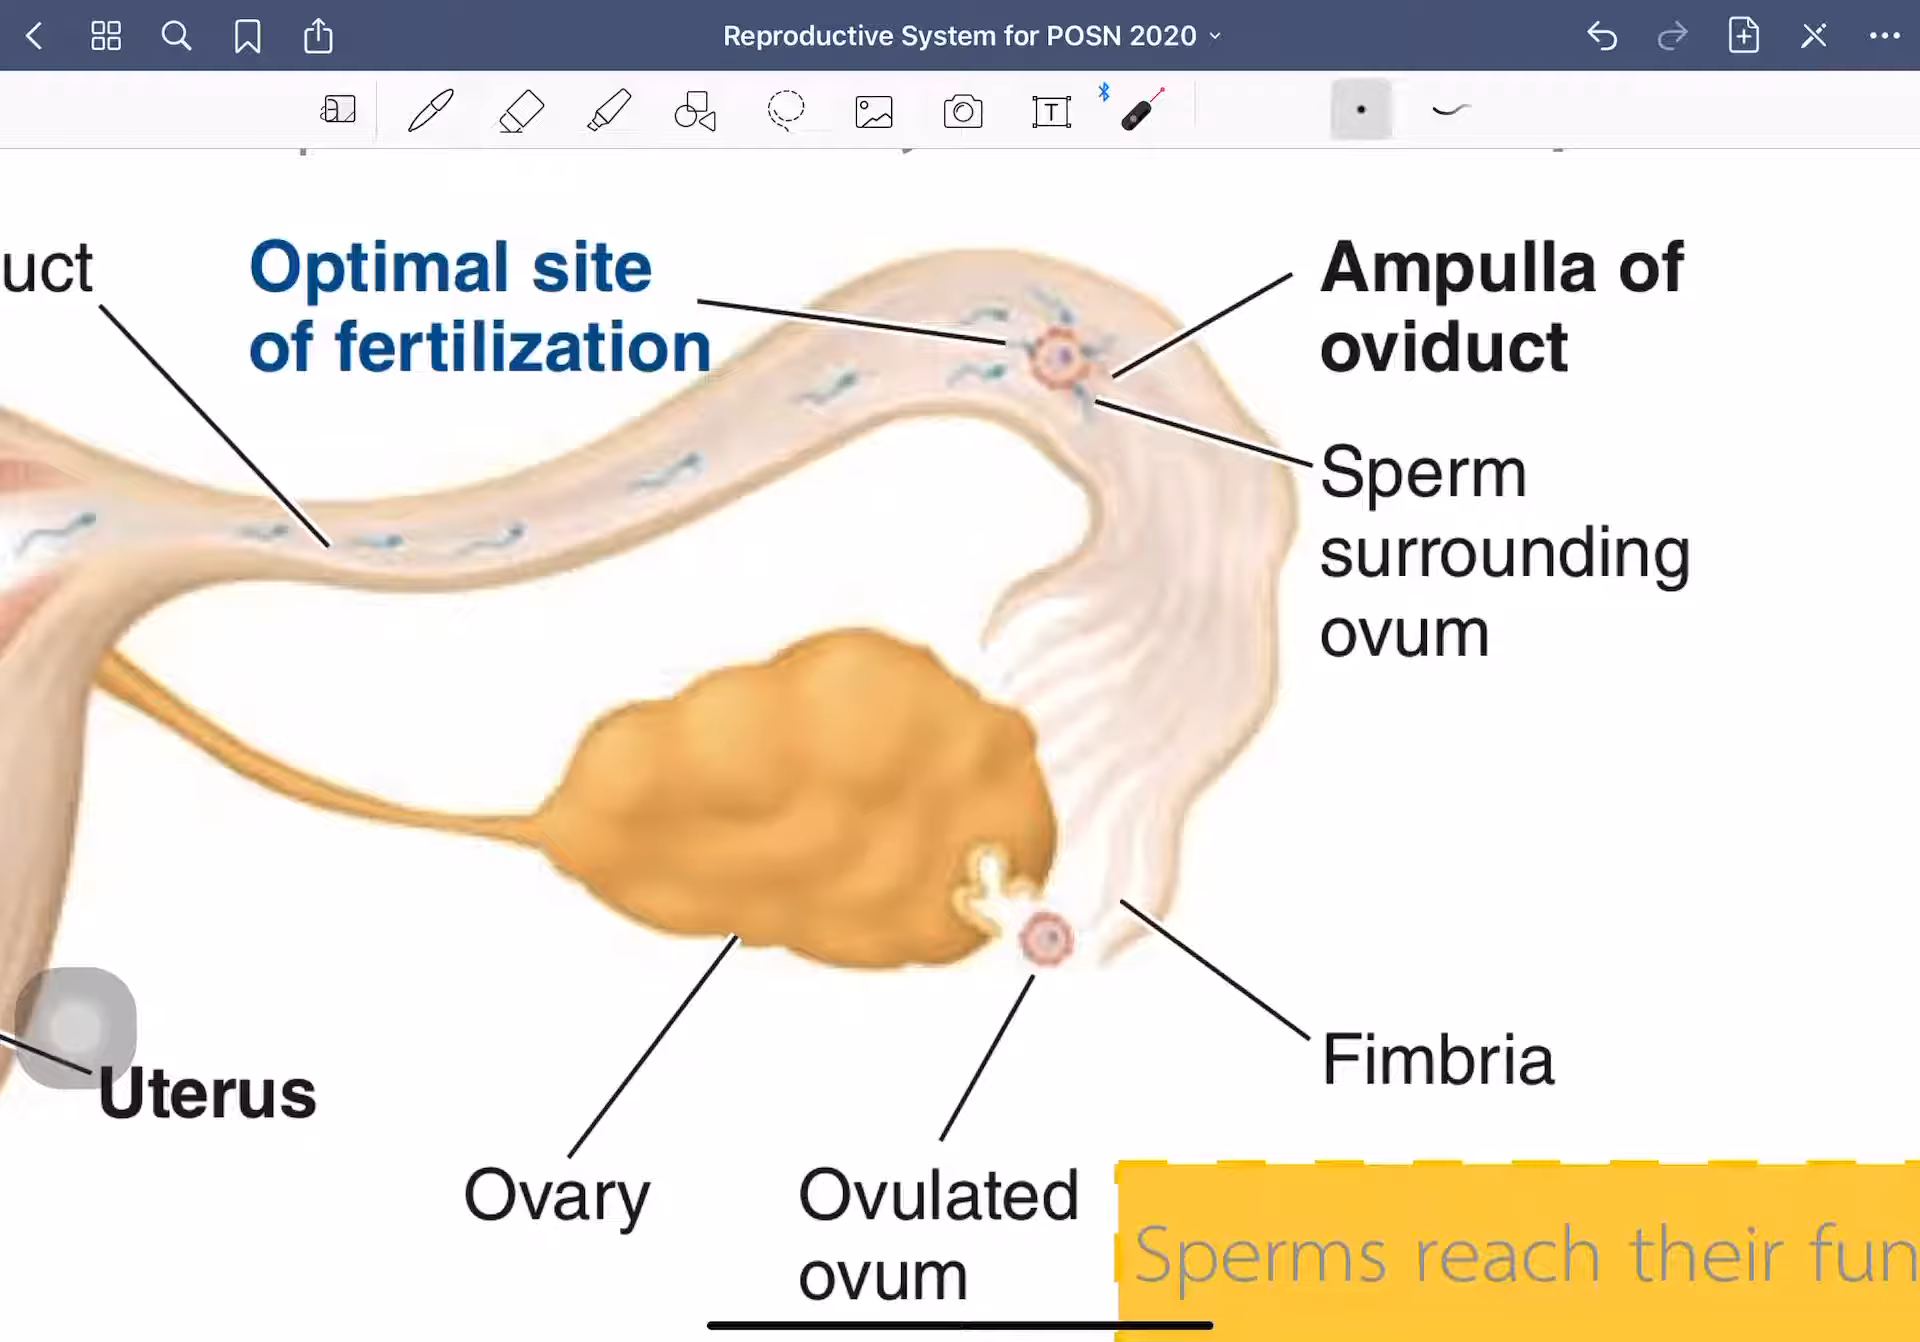 Reproductive System for POSN 2020
uct
Optimal site
of fertilization
Ampulla of
oviduct
Sperm
surrounding
ovum
Fimbria
Uterus
Ovary
Ovulated
ovum
Sperms reach their fun